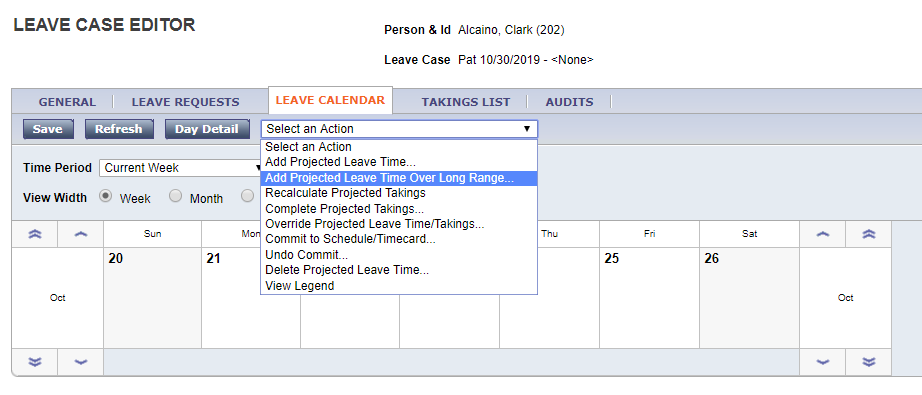 LEAVE CASE EDITOR
Person & Id Alcaino, Clark (202)
Leave Case Pat 10/30/2019 - <None>
GENERAL LEAVE REQUESTS LEAVE CALENDAR TAKINGS LIST AUDITS
Save Refresh Day Detail Select an Action
Select an Action
Add Projected Leave Time...
Time Period Current Week
Add Projected Leave Time Over Long Range...
Recalculate Projected Takings
View Width Week Month
Complete Projected Takings...
Override Projected Leave Time/Takings...
Commit to Schedule/Timecard...
Undo Commit...
Delete Projected Leave Time...
View Legend
Sun Mon Thu Fri Sat
20 21 25 26
Oct Oct